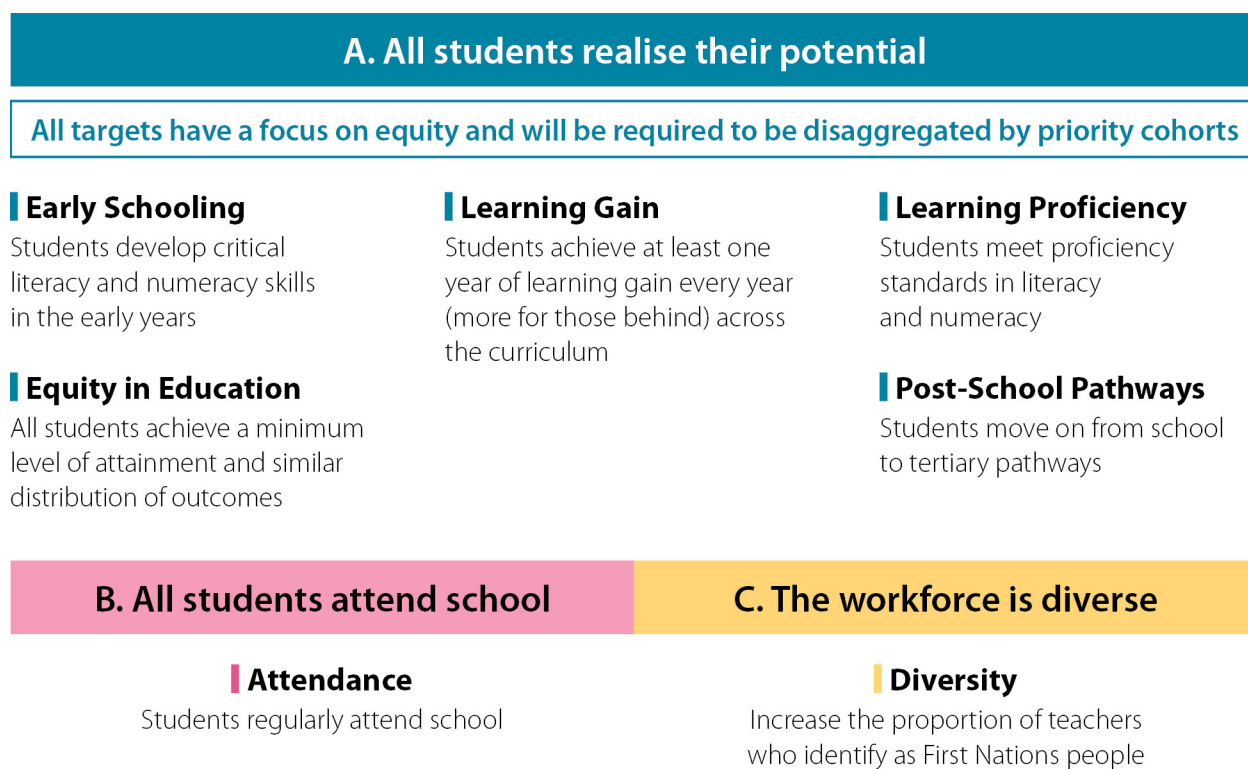 A. All students realise their potential
All targets have a focus on equity and will be required to be disaggregated by priority cohorts
Early Schooling
Students develop critical
literacy and numeracy skills
in the early years
Learning Gain
Students achieve at least one
year of learning gain every year
(more for those behind) across
the curriculum
Learning Proficiency
Students meet proficiency
standards in literacy
and numeracy
Equity in Education
All students achieve a minimum
level of attainment and similar
distribution of outcomes
Post-School Pathways
Students move on from school
to tertiary pathways
B. All students attend school
C. The workforce is diverse
Attendance
Students regularly attend school
Diversity
Increase the proportion of teachers
who identify as First Nations people